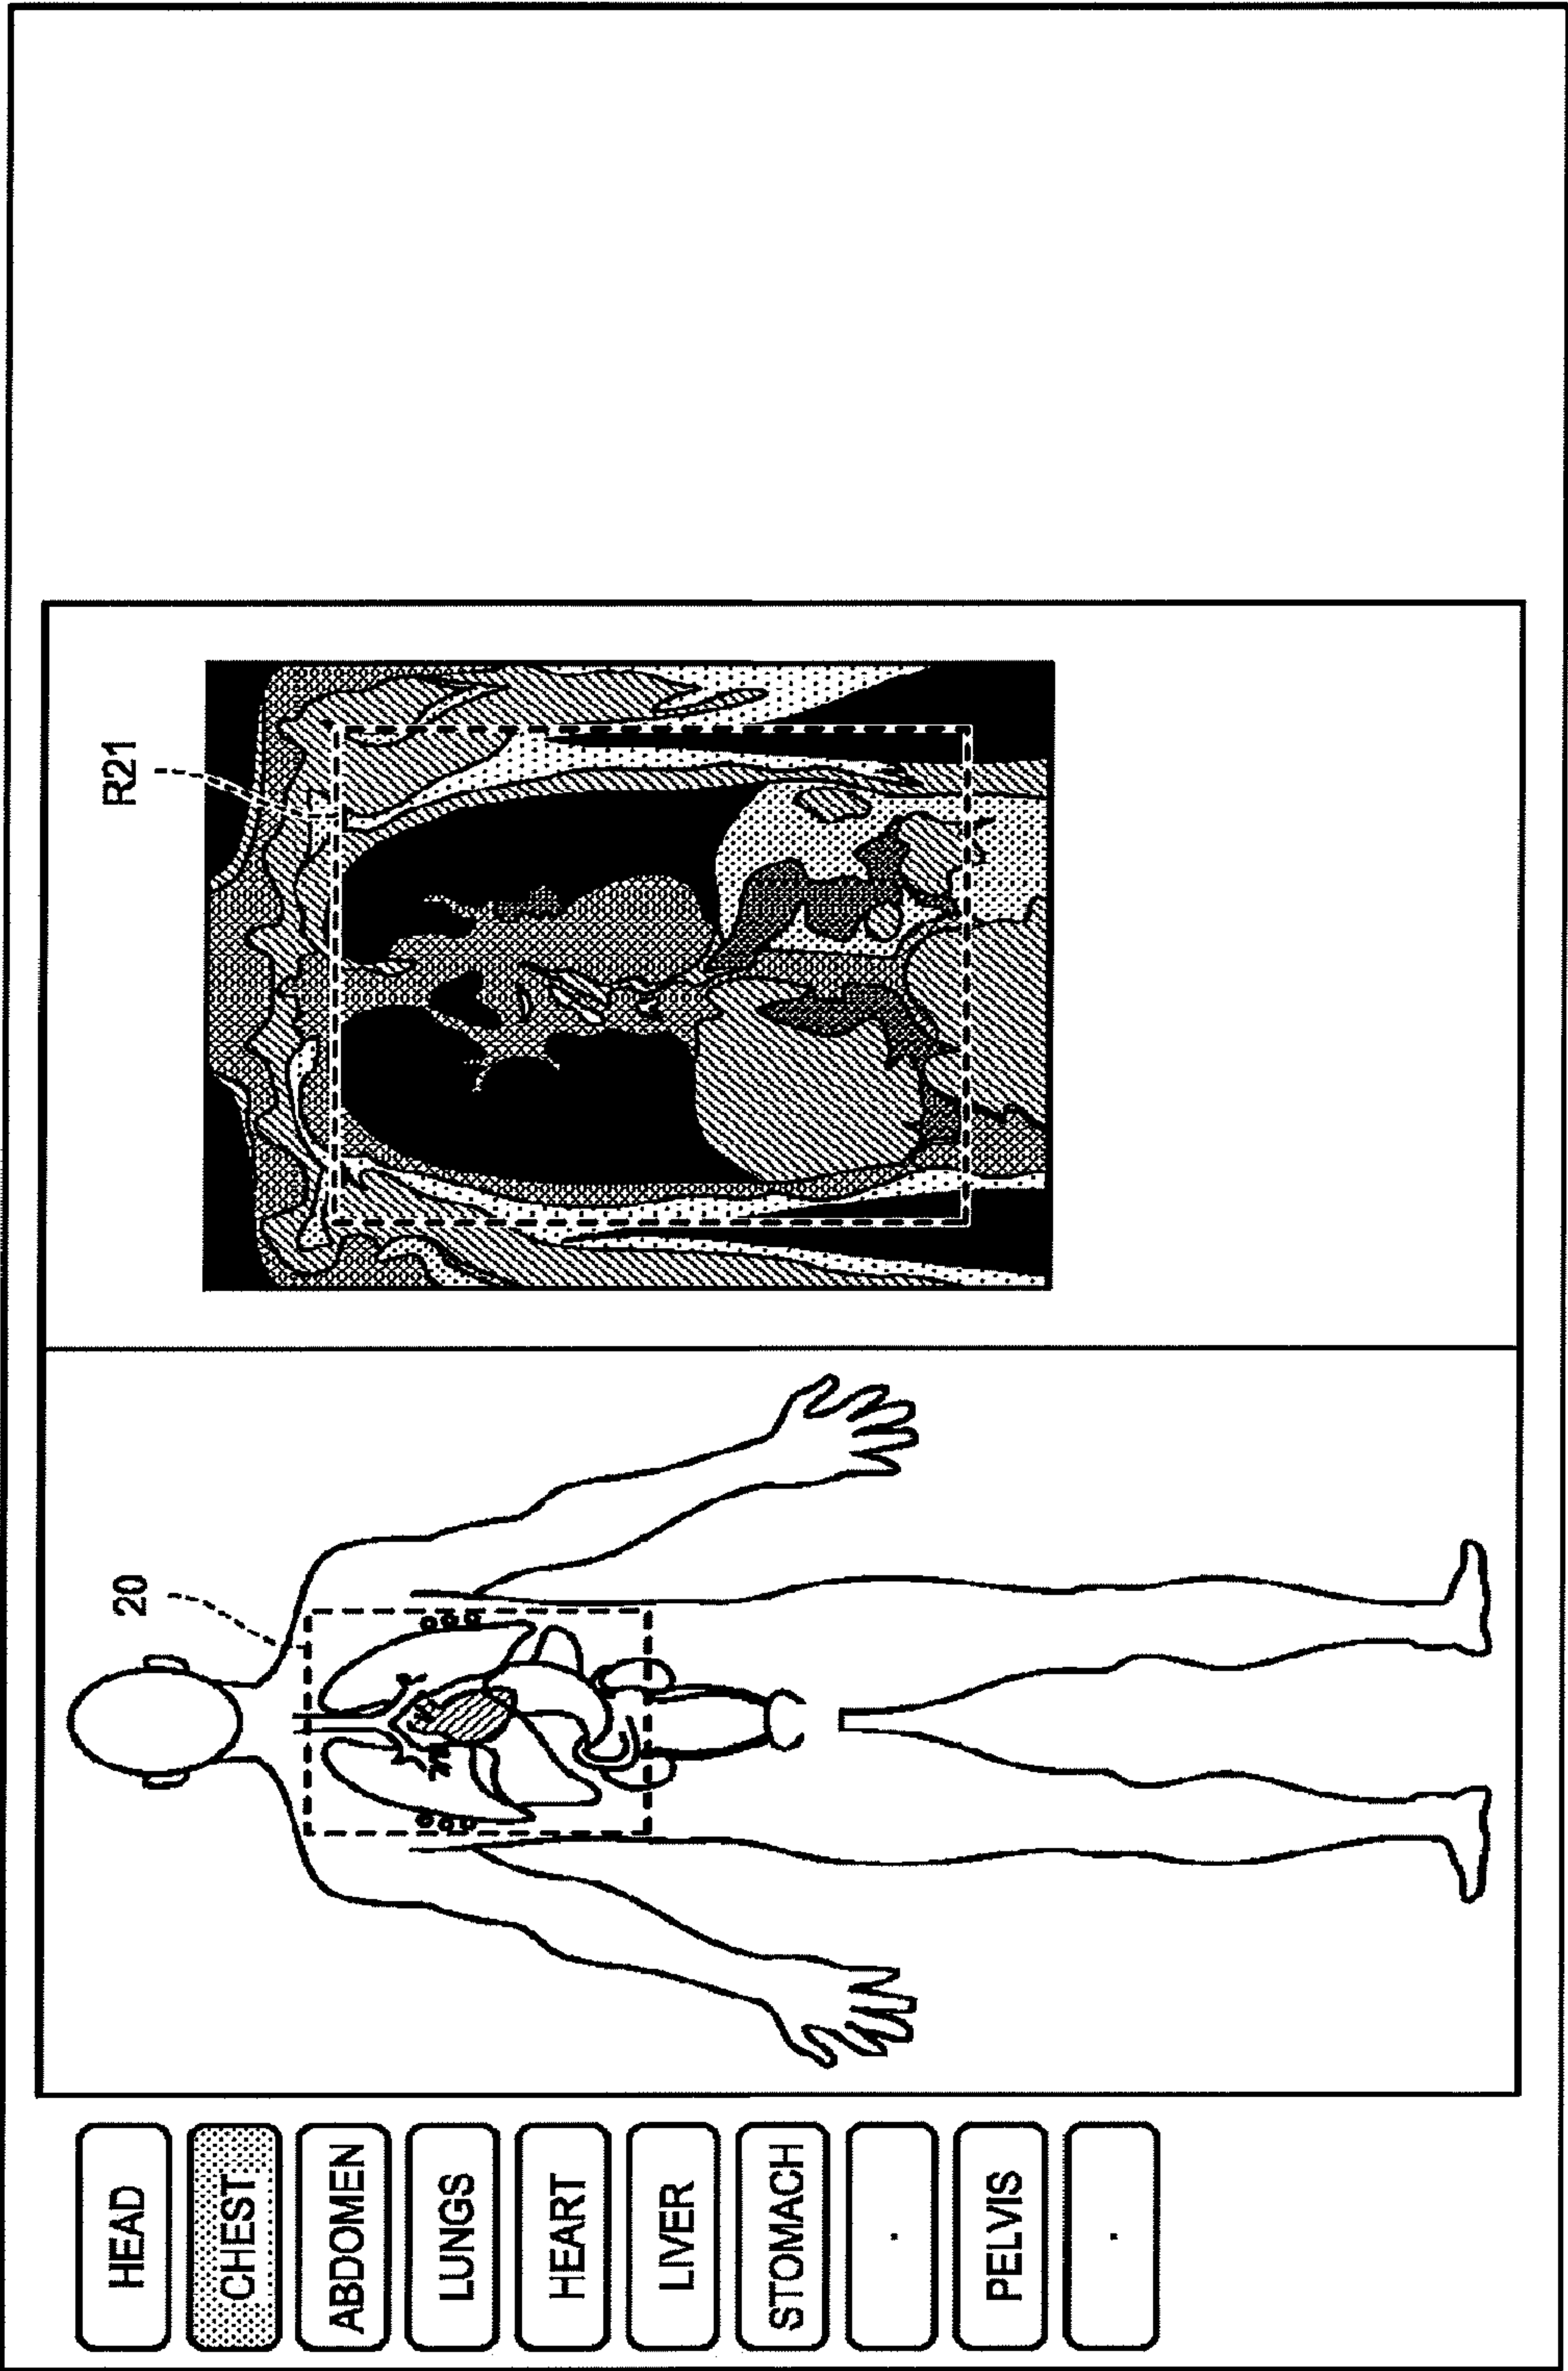 HEAD
CHEST
ABDOMEN
LUNGS
HEART
LIVER
STOMACH
.
PELVIS
.
20
R21